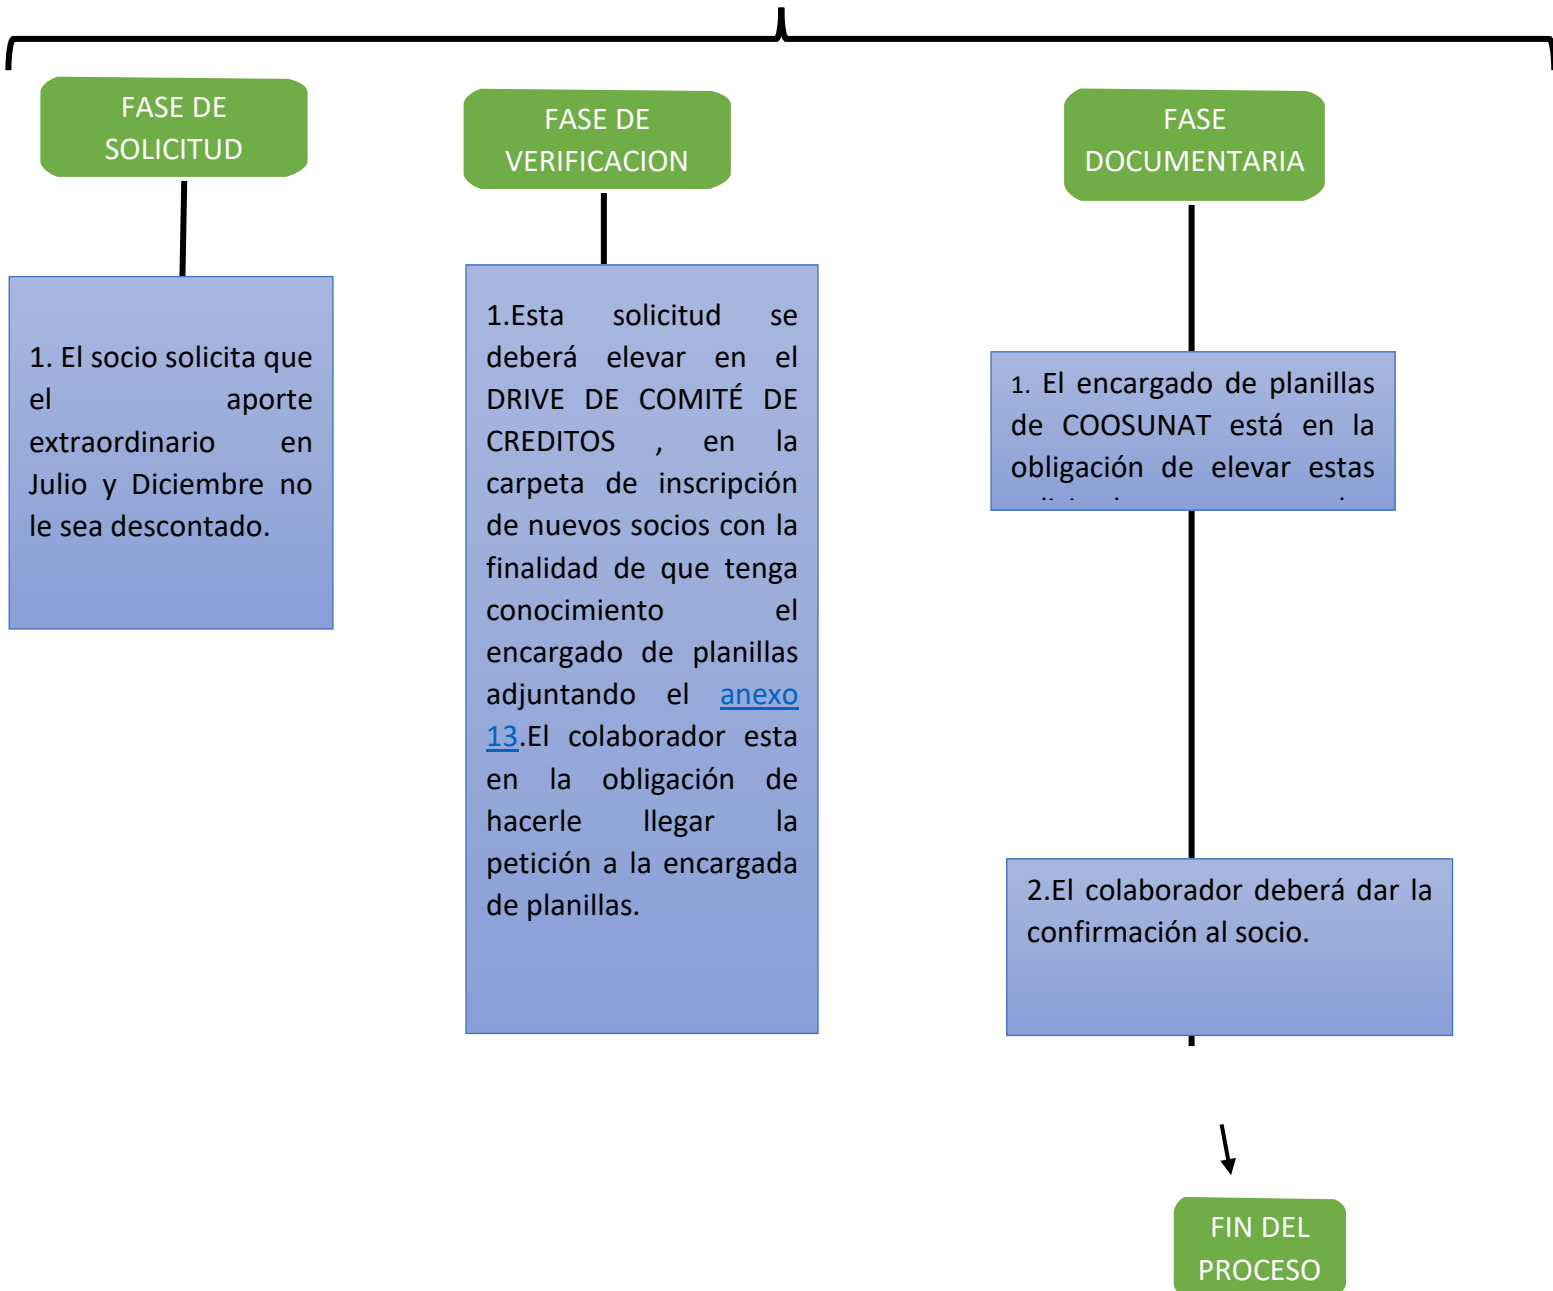 FASE DE
SOLICITUD
1. El socio solicita que
el aporte
extraordinario en
Julio y Diciembre no
le sea descontado.
FASE DE
VERIFICACION
1.Esta solicitud se
deberá elevar en el
DRIVE DE COMITÉ DE
CREDITOS , en la
carpeta de inscripción
de nuevos socios con la
finalidad de que tenga
conocimiento el
encargado de planillas
adjuntando el anexo
13.El colaborador esta
en la obligación de
hacerle llegar la
petición a la encargada
de planillas.
FASE
DOCUMENTARIA
1. El encargado de planillas
de COOSUNAT está en la
obligación de elevar estas
2.El colaborador deberá dar la
confirmación al socio.
FIN DEL
PROCESO